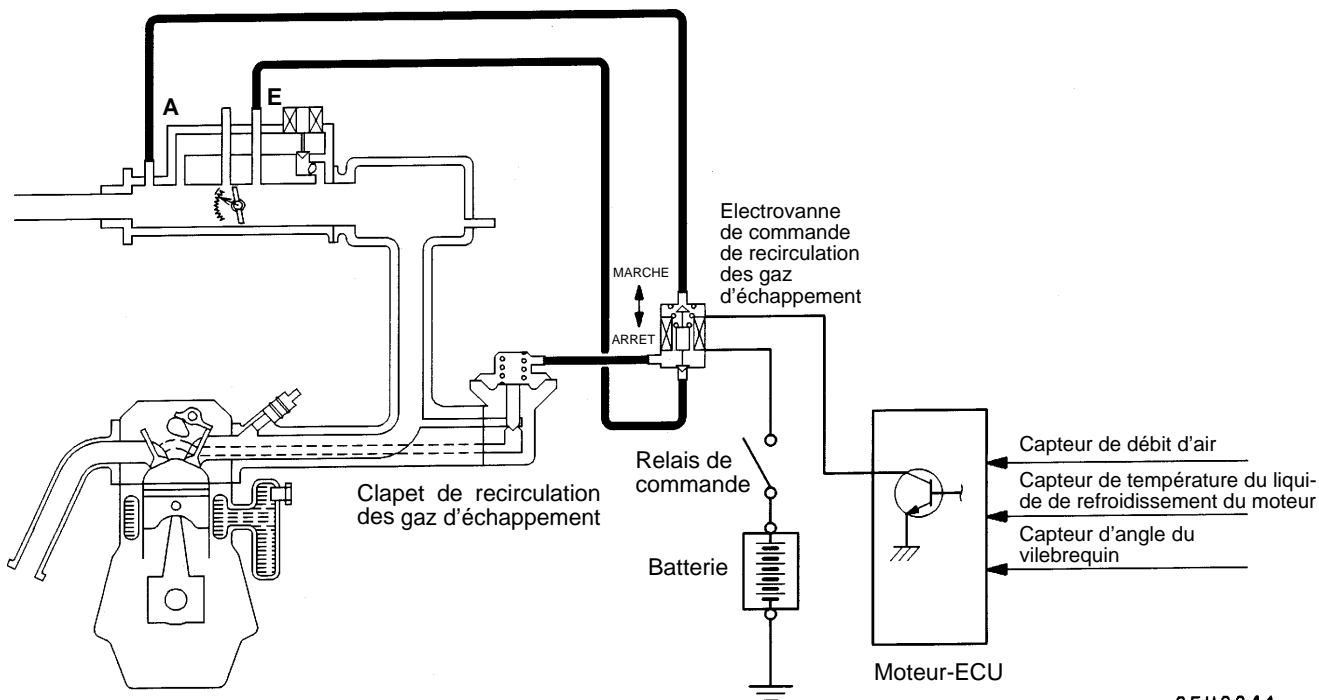 A
E
Electrovanne
de commande
de recirculation
des gaz
d'échappement
MARCHE
ARRET
Relais de
commande
Clapet de recirculation
des gaz d'échappement
Batterie
Capteur de débit d'air
Capteur de température du liqui-
de de refroidissement du moteur
Capteur d'angle du
vilebrequin
Moteur-ECU